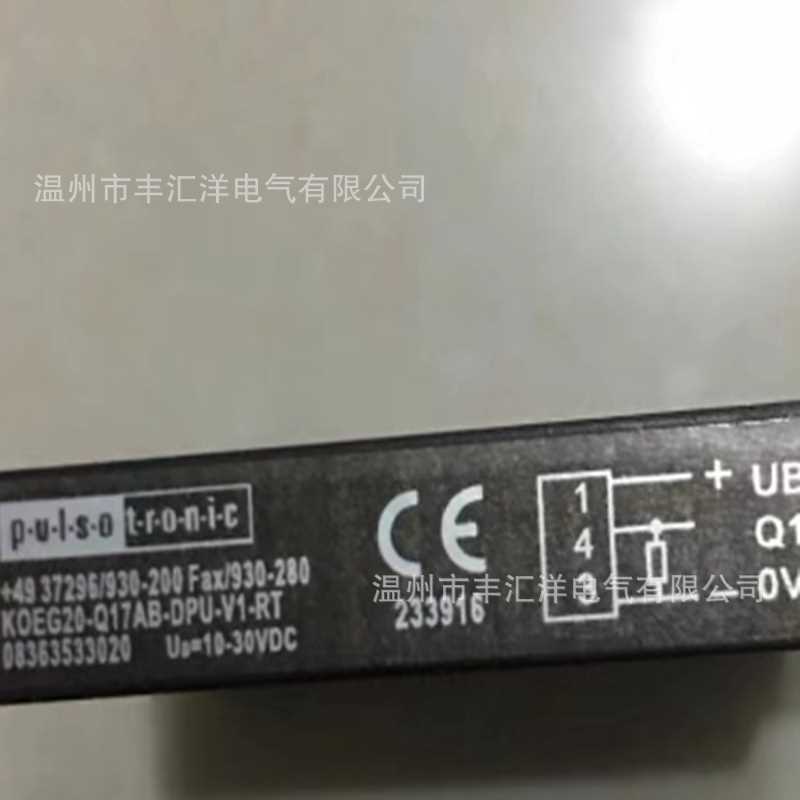 温州市丰汇洋电气有限公司
p·u·l·s·o t·r·o·n·i·c
+49 37296/930-200 Fax/930-280
KOEG20-Q17AB-DPU-V1-RT
08363533020 UB=10-30VDC
CE
233916
1 + UB
4 Q1
3 0V
温州市丰汇洋电气有限公司